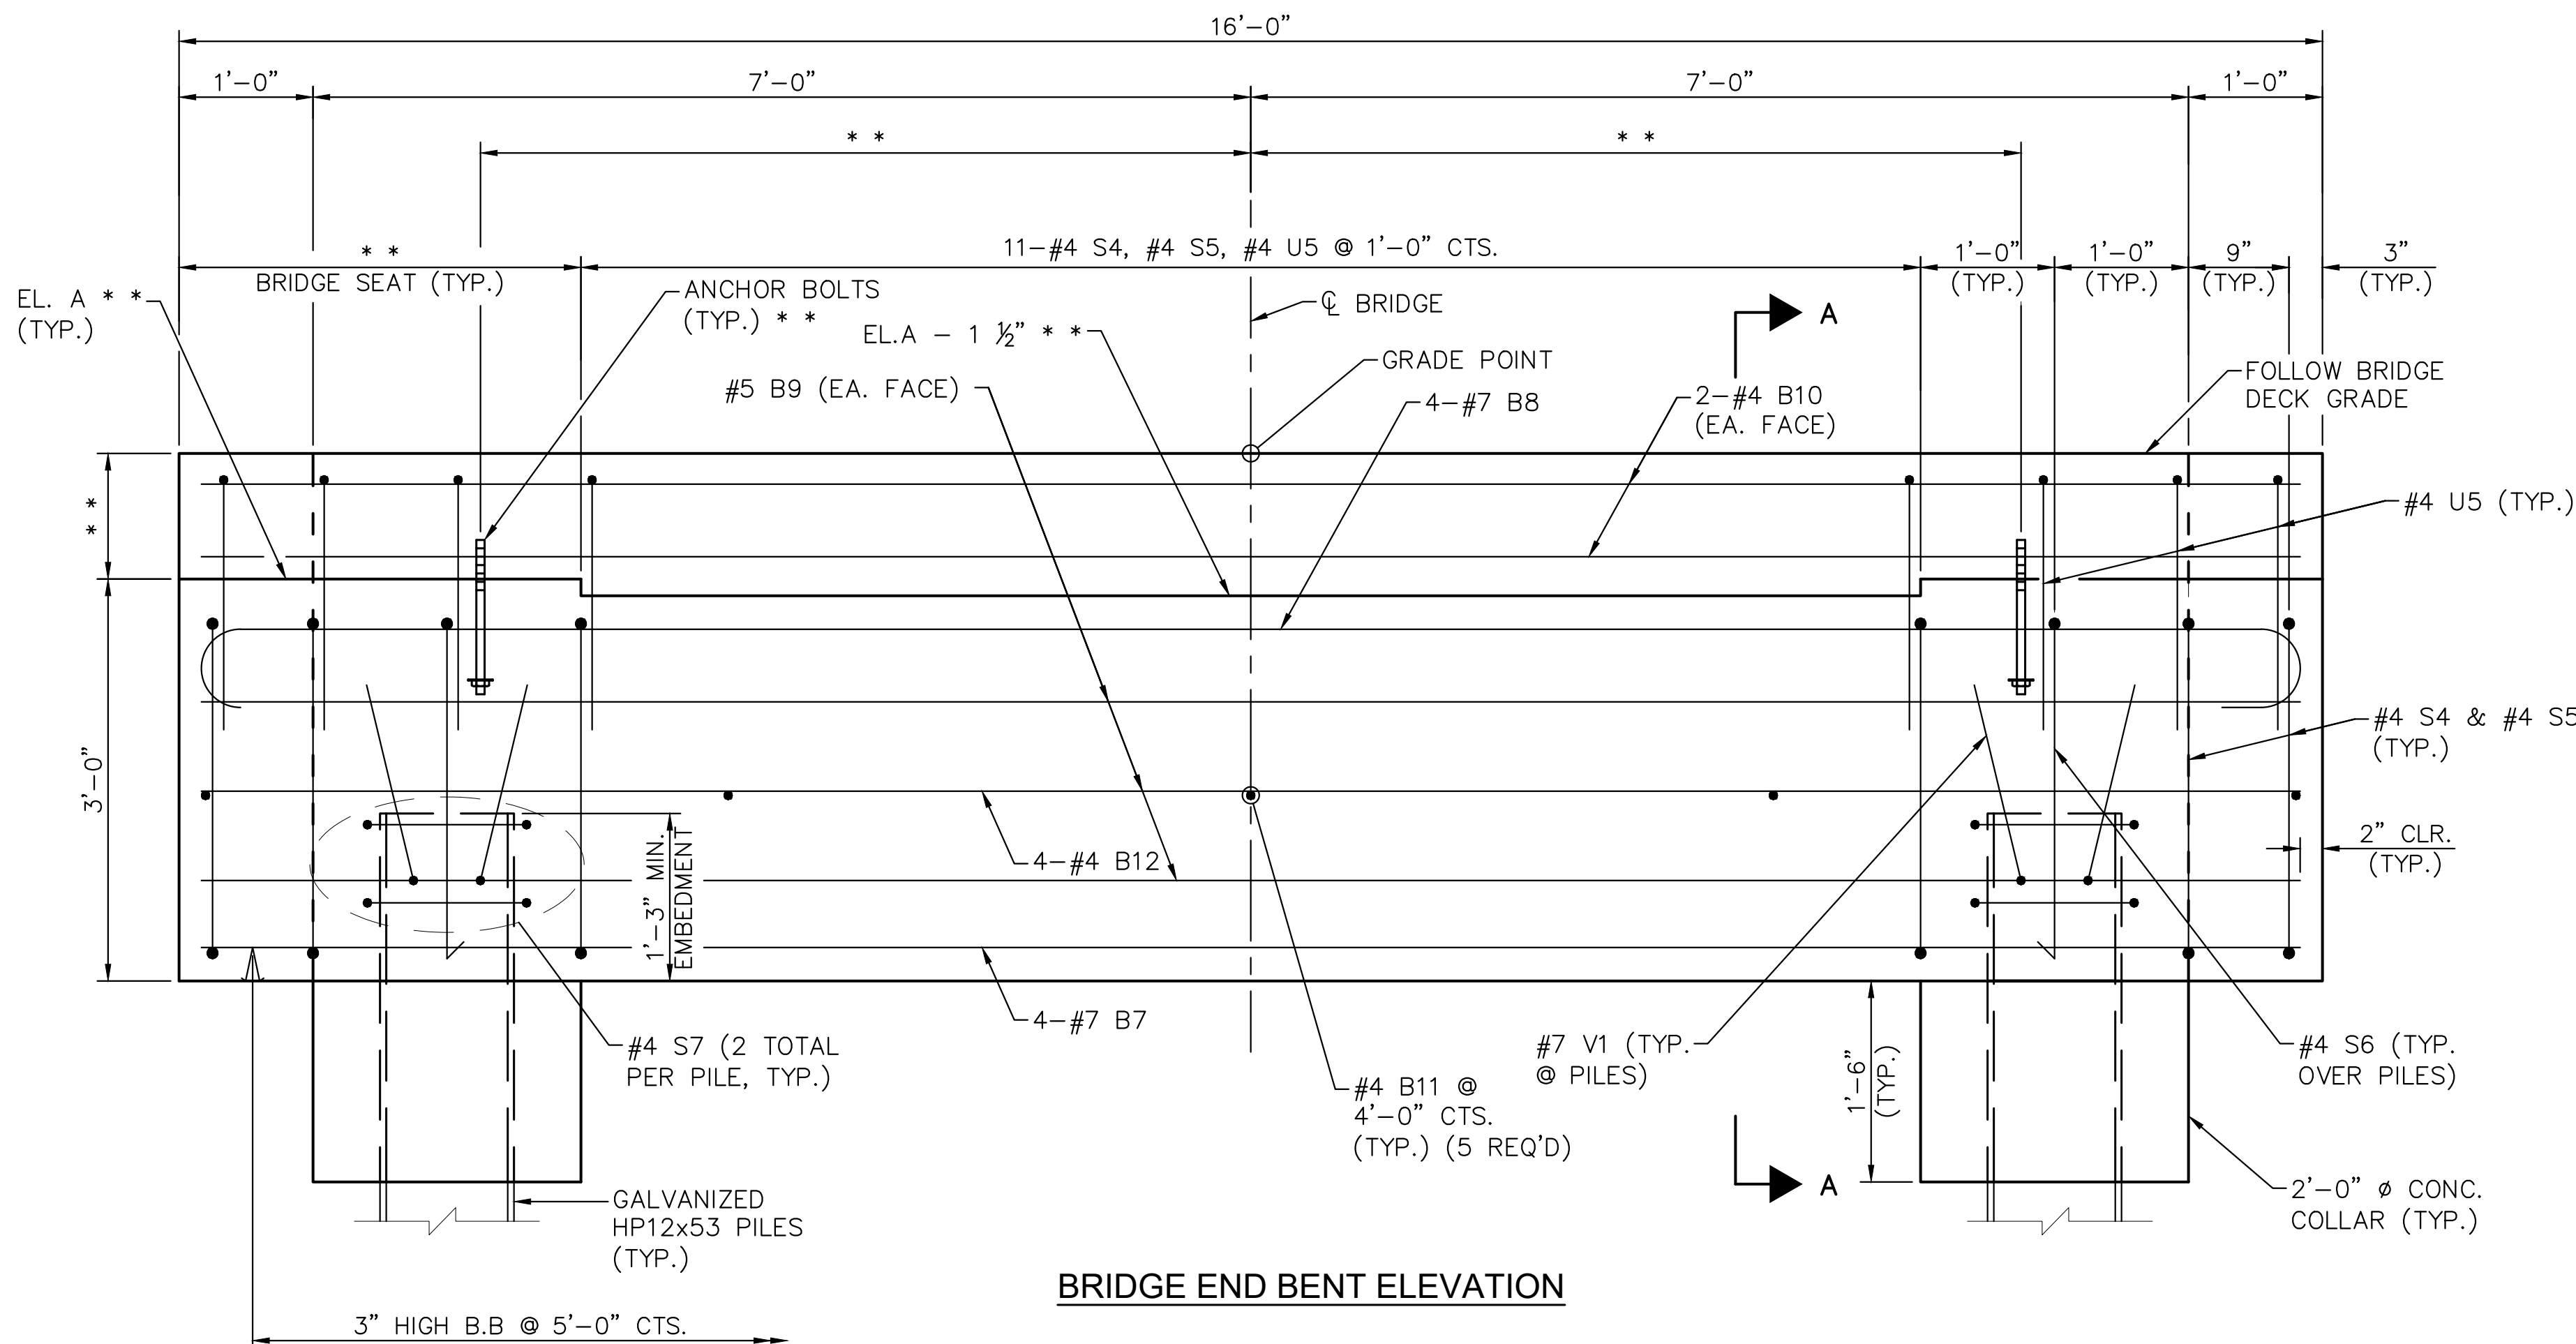 16'-0"
1'-0"
7'-0"
7'-0"
1'-0"
* *
* *
* *
BRIDGE SEAT (TYP.)
11-#4 S4, #4 S5, #4 U5 @ 1'-0" CTS.
1'-0"
(TYP.)
1'-0"
(TYP.)
9"
(TYP.)
3"
(TYP.)
EL. A * *
(TYP.)
ANCHOR BOLTS
(TYP.) * *
EL.A - 1 ½" * *
℄ BRIDGE
A
GRADE POINT
#5 B9 (EA. FACE)
4-#7 B8
2-#4 B10
(EA. FACE)
FOLLOW BRIDGE
DECK GRADE
* *
#4 U5 (TYP.)
3'-0"
#4 S4 & #4 S5
(TYP.)
4-#4 B12
1'-3" MIN.
EMBEDMENT
2" CLR.
(TYP.)
4-#7 B7
#4 S7 (2 TOTAL
PER PILE, TYP.)
#4 B11 @
4'-0" CTS.
(TYP.) (5 REQ'D)
#7 V1 (TYP.
@ PILES)
1'-6"
(TYP.)
#4 S6 (TYP.
OVER PILES)
A
GALVANIZED
HP12x53 PILES
(TYP.)
2'-0" ø CONC.
COLLAR (TYP.)
BRIDGE END BENT ELEVATION
3" HIGH B.B @ 5'-0" CTS.